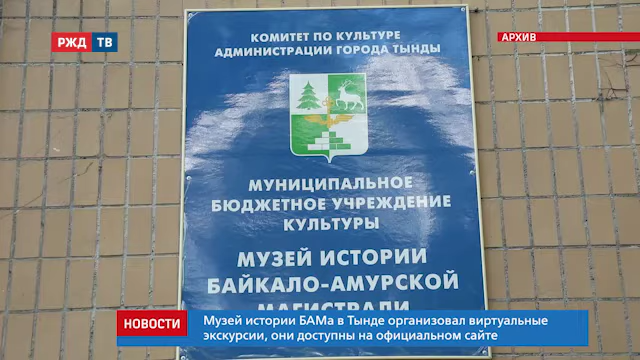 РЖД ТВ
АРХИВ
КОМИТЕТ ПО КУЛЬТУРЕ
АДМИНИСТРАЦИИ ГОРОДА ТЫНДЫ
МУНИЦИПАЛЬНОЕ
БЮДЖЕТНОЕ УЧРЕЖДЕНИЕ
КУЛЬТУРЫ
МУЗЕЙ ИСТОРИИ
БАЙКАЛО-АМУРСКОЙ
МАГИСТРАЛИ
НОВОСТИ
Музей истории БАМа в Тынде организовал виртуальные
экскурсии, они доступны на официальном сайте